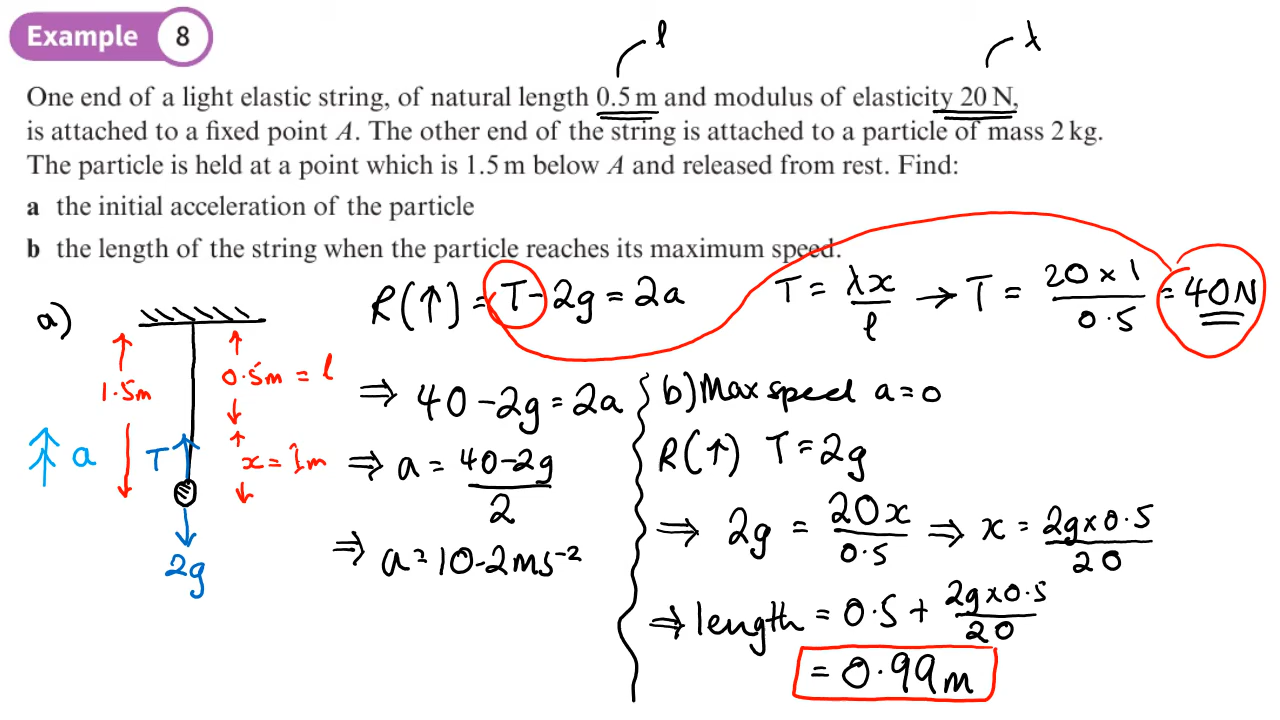 Example 8
l
λ
One end of a light elastic string, of natural length 0.5 m and modulus of elasticity 20 N,
is attached to a fixed point A. The other end of the string is attached to a particle of mass 2 kg.
The particle is held at a point which is 1.5 m below A and released from rest. Find:
a the initial acceleration of the particle
b the length of the string when the particle reaches its maximum speed.
a)
1.5m
0.5m = l
a
T
x = 1m
2g
R(↑) = T - 2g = 2a
T = λx / l → T = 20 × 1 / 0.5 = 40N
⇒ 40 - 2g = 2a
⇒ a = 40 - 2g / 2
⇒ a = 10.2 ms⁻²
b) Max speed a = 0
R(↑) T = 2g
⇒ 2g = 20x / 0.5 ⇒ x = 2g × 0.5 / 20
⇒ length = 0.5 + 2g × 0.5 / 20
= 0.99m